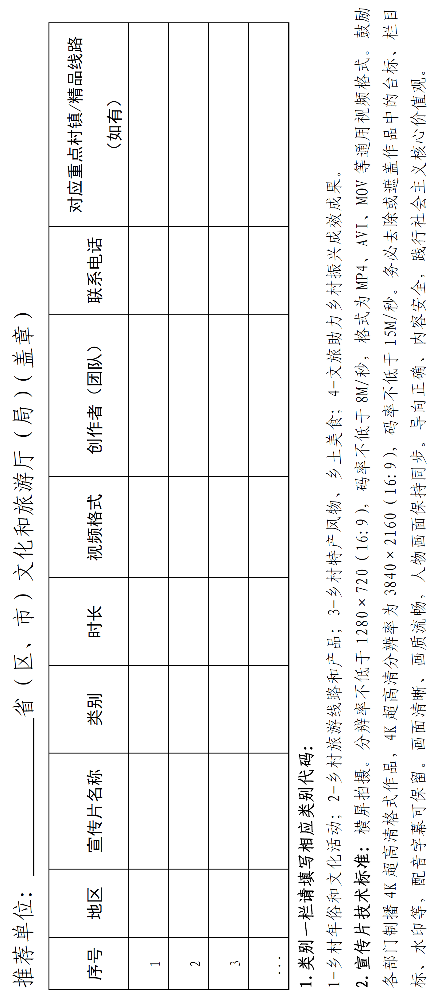 推荐单位：省（区、市）文化和旅游厅（局）（盖章）
序号 地区 宣传片名称 类别 时长 视频格式 创作者（团队） 联系电话 对应重点村镇/精品线路
（如有）
1
2
3
...
1.类别一栏请填写相应类别代码：
1-乡村年俗和文化活动；2-乡村旅游线路和产品；3-乡村特产风物、乡土美食；4-文旅助力乡村振兴成效成果。
2.宣传片技术标准：横屏拍摄。分辨率不低于 1280×720（16:9），码率不低于 8M/秒，格式为 MP4、AVI、MOV 等通用视频格式。鼓励
各部门制播 4K 超高清格式作品，4K 超高清分辨率为 3840×2160（16:9），码率不低于 15M/秒。务必去除或遮盖作品中的台标、栏目
标、水印等，配音字幕可保留。画面清晰、画质流畅，人物画面保持同步。导向正确、内容安全，践行社会主义核心价值观。